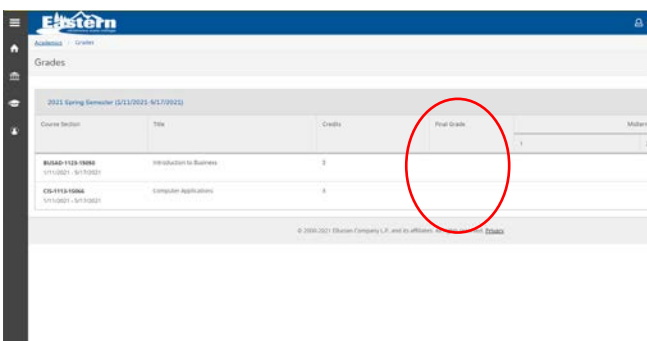 Eastern
Academics / Grades
Grades
2021 Spring Semester (1/11/2021-5/17/2021)
Course Section Title Credits Final Grade Midterm
1
BUSAD-1123-15093 Introduction to Business 3
1/11/2021 - 5/17/2021
CIS-1113-15066 Computer Applications 3
1/11/2021 - 5/17/2021
© 2000-2021 Ellucian Company L.P. and its affiliates. All rights reserved. Privacy